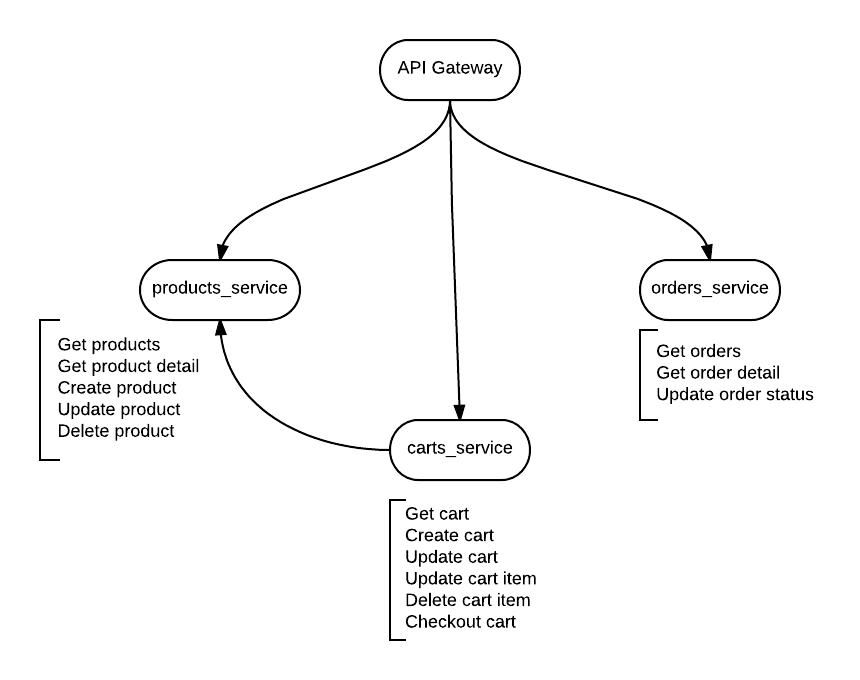 API Gateway
products_service
orders_service
Get products
Get product detail
Create product
Update product
Delete product
Get orders
Get order detail
Update order status
carts_service
Get cart
Create cart
Update cart
Update cart item
Delete cart item
Checkout cart